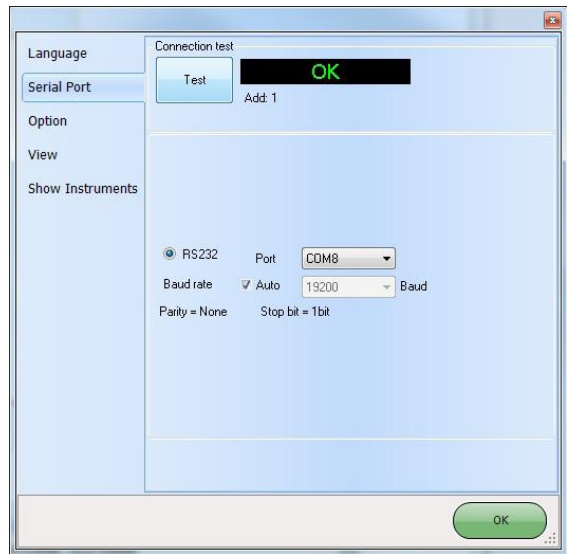 Language
Serial Port
Option
View
Show Instruments
Connection test
Test
OK
Add: 1
RS232 Port COM8
Baud rate Auto 19200 Baud
Parity = None Stop bit = 1bit
OK